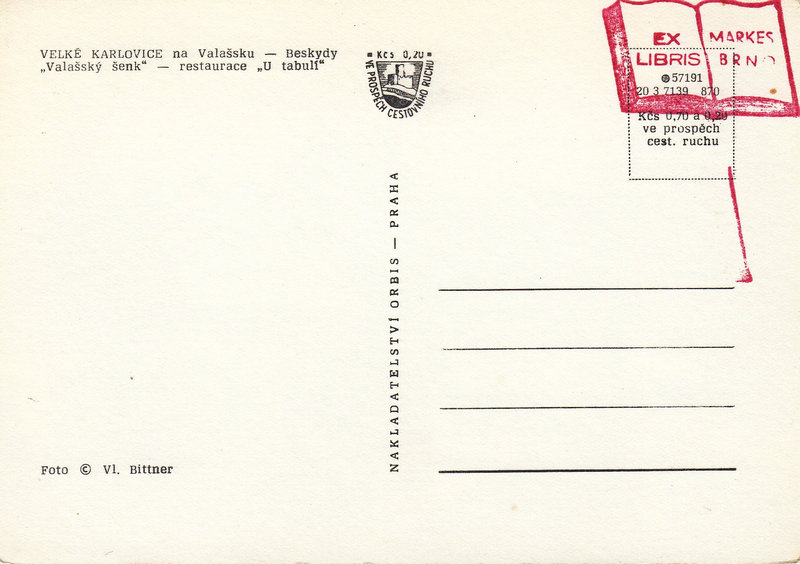 VELKÉ KARLOVICE na Valašsku — Beskydy
„Valašský šenk“ — restaurace „U tabulí“
Kčs 0,20
VE PROSPĚCH CESTOVNÍHO RUCHU
EX LIBRIS
MARKES BRNO
57191
20 3 7139 870
Kčs 0,70 a 0,20
ve prospěch
cest. ruchu
NAKLADATELSTVÍ ORBIS — PRAHA
Foto © Vl. Bittner